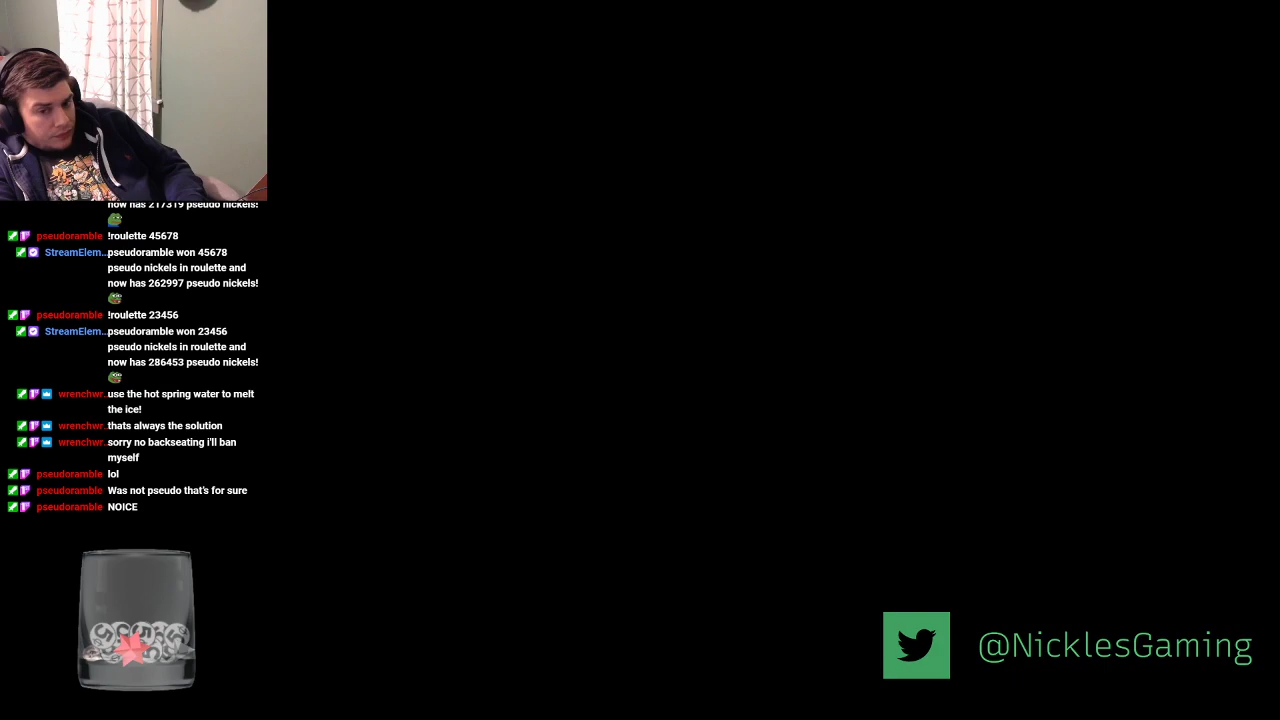 now has 217319 pseudo nickels!
pseudoramble !roulette 45678
StreamElem... pseudoramble won 45678
pseudo nickels in roulette and
now has 262997 pseudo nickels!
pseudoramble !roulette 23456
StreamElem... pseudoramble won 23456
pseudo nickels in roulette and
now has 286453 pseudo nickels!
wrenchwr... use the hot spring water to melt
the ice!
wrenchwr... thats always the solution
wrenchwr... sorry no backseating i'll ban
myself
pseudoramble lol
pseudoramble Was not pseudo that's for sure
pseudoramble NOICE
@NicklesGaming